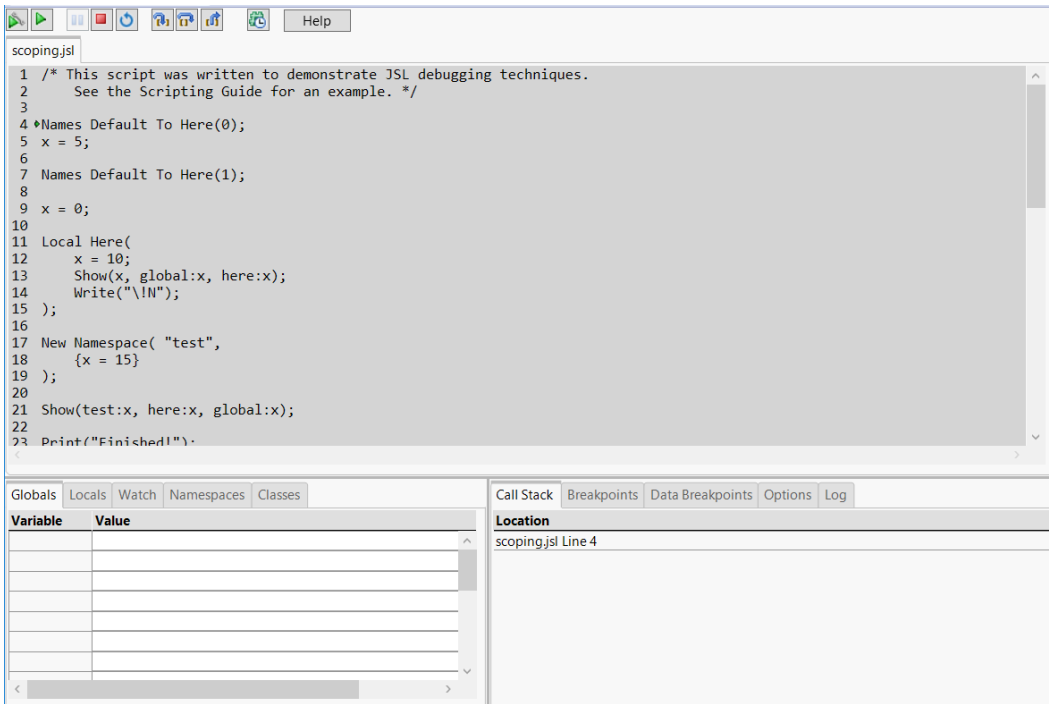 Help
scoping.jsl
1 /* This script was written to demonstrate JSL debugging techniques.
2 See the Scripting Guide for an example. */
3
4 Names Default To Here(0);
5 x = 5;
6
7 Names Default To Here(1);
8
9 x = 0;
10
11 Local Here(
12 x = 10;
13 Show(x, global:x, here:x);
14 Write("\!N");
15 );
16
17 New Namespace( "test",
18 {x = 15}
19 );
20
21 Show(test:x, here:x, global:x);
22
23 Print("Finished!");
Globals Locals Watch Namespaces Classes
Variable Value
Call Stack Breakpoints Data Breakpoints Options Log
Location
scoping.jsl Line 4